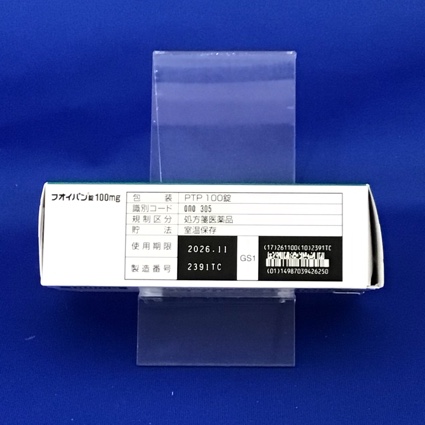 フオイパン錠100mg
包装 PTP 100錠
識別コード ono 305
規制区分 処方箋医薬品
貯法 室温保存
使用期限 2026.11
製造番号 2391TC
GS1
(17)261100(10)2391TC
(01)14987039426250